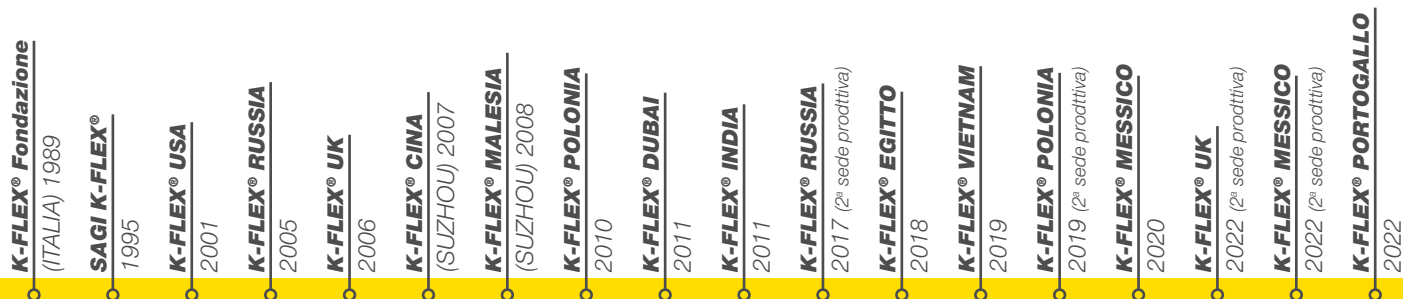 K-FLEX® Fondazione
(ITALIA) 1989
SAGI K-FLEX®
1995
K-FLEX® USA
2001
K-FLEX® RUSSIA
2005
K-FLEX® UK
2006
K-FLEX® CINA
(SUZHOU) 2007
K-FLEX® MALESIA
(SUZHOU) 2008
K-FLEX® POLONIA
2010
K-FLEX® DUBAI
2011
K-FLEX® INDIA
2011
K-FLEX® RUSSIA
2017 (2ª sede prodttiva)
K-FLEX® EGITTO
2018
K-FLEX® VIETNAM
2019
K-FLEX® POLONIA
2019 (2ª sede prodttiva)
K-FLEX® MESSICO
2020
K-FLEX® UK
2022 (2ª sede prodttiva)
K-FLEX® MESSICO
2022 (2ª sede prodttiva)
K-FLEX® PORTOGALLO
2022